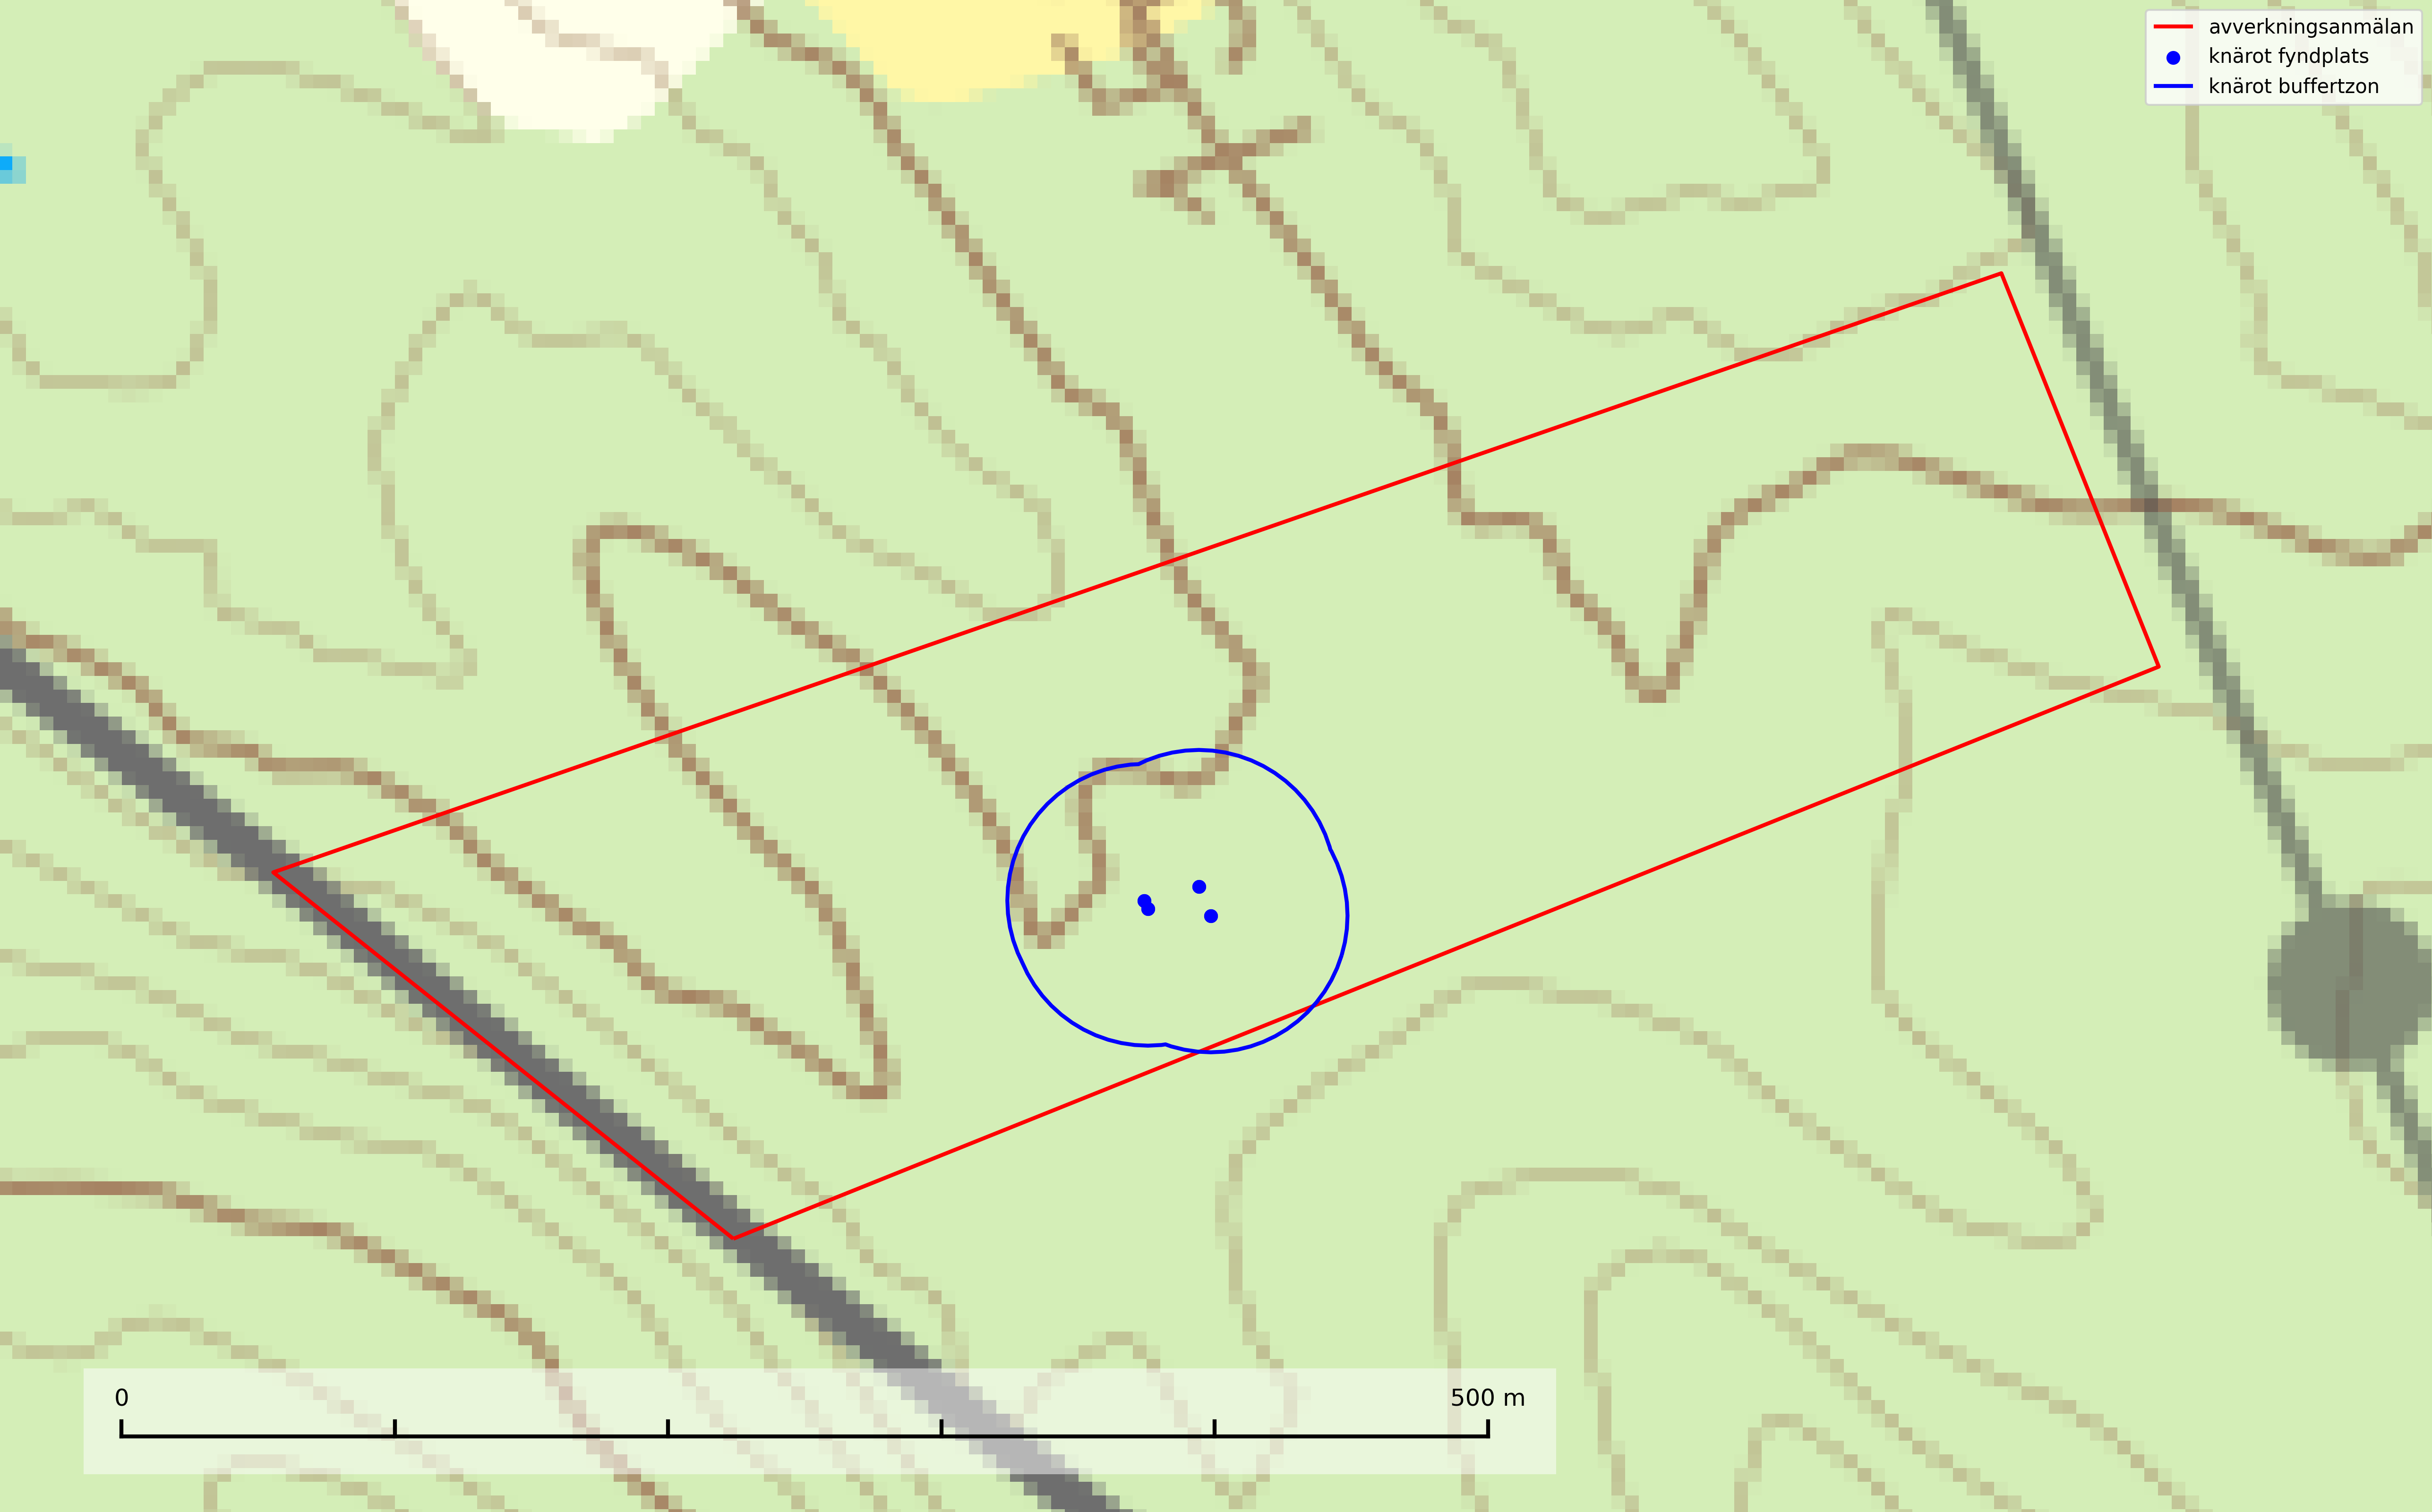 avverkningsanmälan
knärot fyndplats
knärot buffertzon
0
500 m